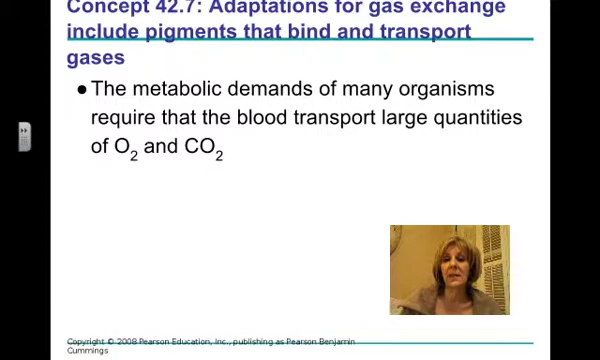 Concept 42.7: Adaptations for gas exchange
include pigments that bind and transport
gases
● The metabolic demands of many organisms
require that the blood transport large quantities
of O2 and CO2
Copyright © 2008 Pearson Education, Inc., publishing as Pearson Benjamin
Cummings